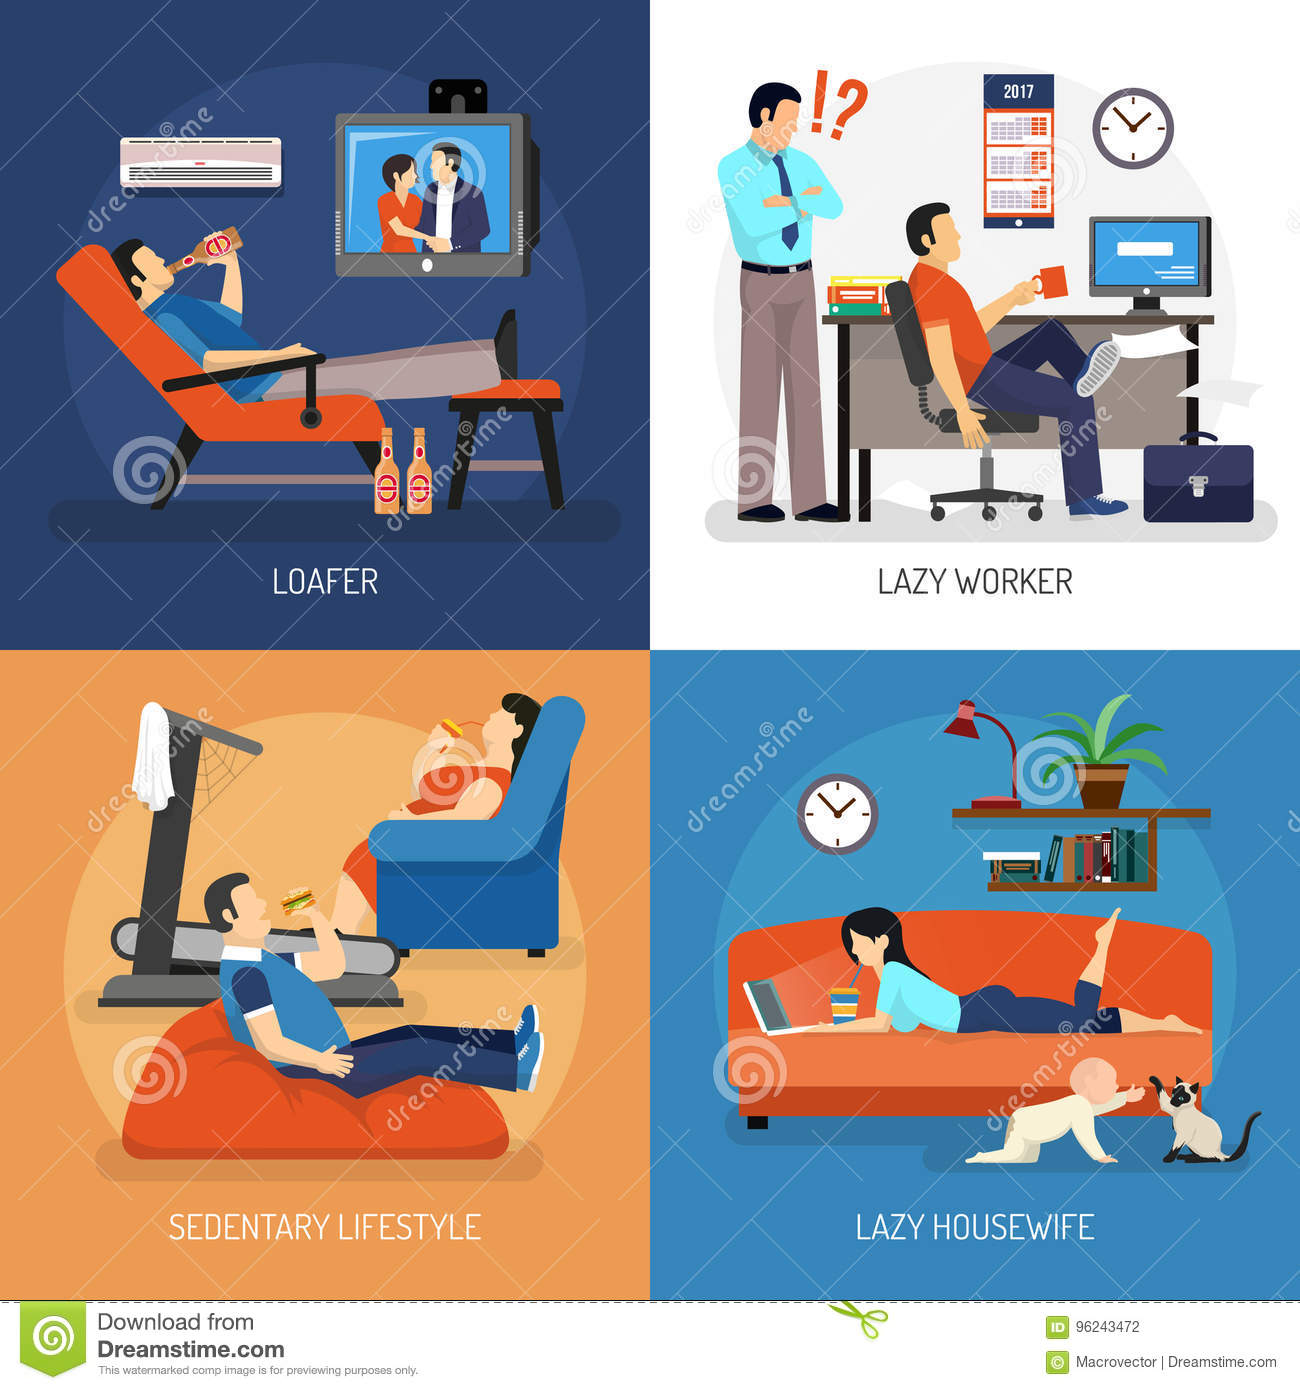 2017
!?
LOAFER
LAZY WORKER
SEDENTARY LIFESTYLE
LAZY HOUSEWIFE
dreamstime
Download from
Dreamstime.com
This watermarked comp image is for previewing purposes only.
ID 96243472
© Macrovector | Dreamstime.com